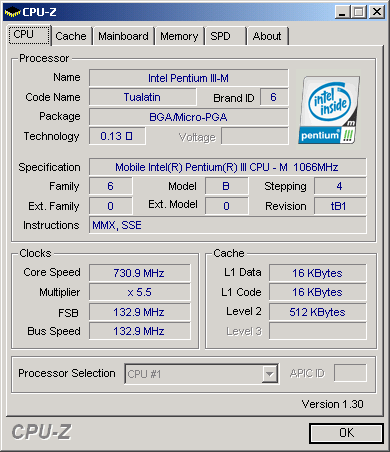 CPU-Z
CPU Cache Mainboard Memory SPD About
Processor
Name Intel Pentium III-M
Code Name Tualatin Brand ID 6
Package BGA/Micro-PGA
Technology 0.13 Voltage
intel inside
pentium III m
Specification Mobile Intel(R) Pentium(R) III CPU - M 1066MHz
Family 6 Model B Stepping 4
Ext. Family 0 Ext. Model 0 Revision tB1
Instructions MMX, SSE
Clocks
Core Speed 730.9 MHz
Multiplier x 5.5
FSB 132.9 MHz
Bus Speed 132.9 MHz
Cache
L1 Data 16 KBytes
L1 Code 16 KBytes
Level 2 512 KBytes
Level 3
Processor Selection CPU #1 APIC ID
Version 1.30
CPU-Z OK